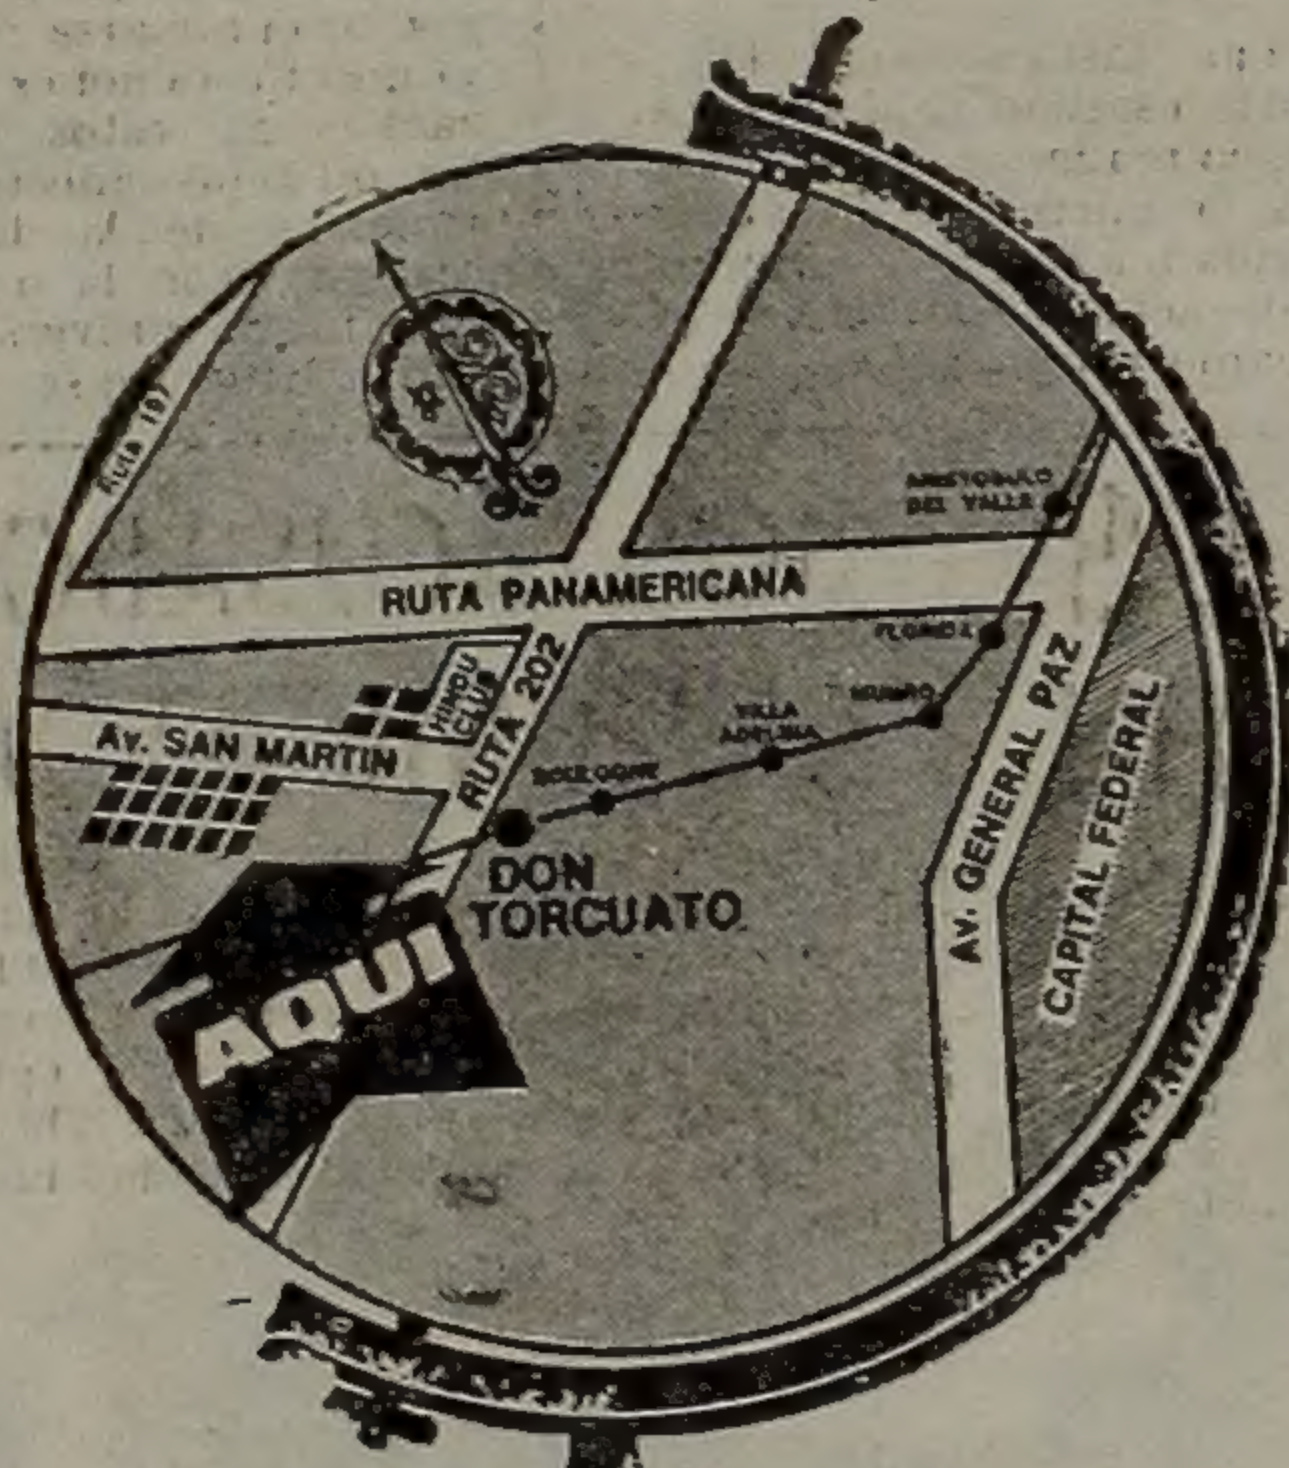 Ruta 197
ARISTOBULO
DEL VALLE
RUTA PANAMERICANA
FLORIDA
HINDU
CLUB
RUTA 202
VILLA
ADELINA
Av. SAN MARTIN
BOULOGNE
Av. GENERAL PAZ
CAPITAL FEDERAL
DON
TORCUATO
AQUI